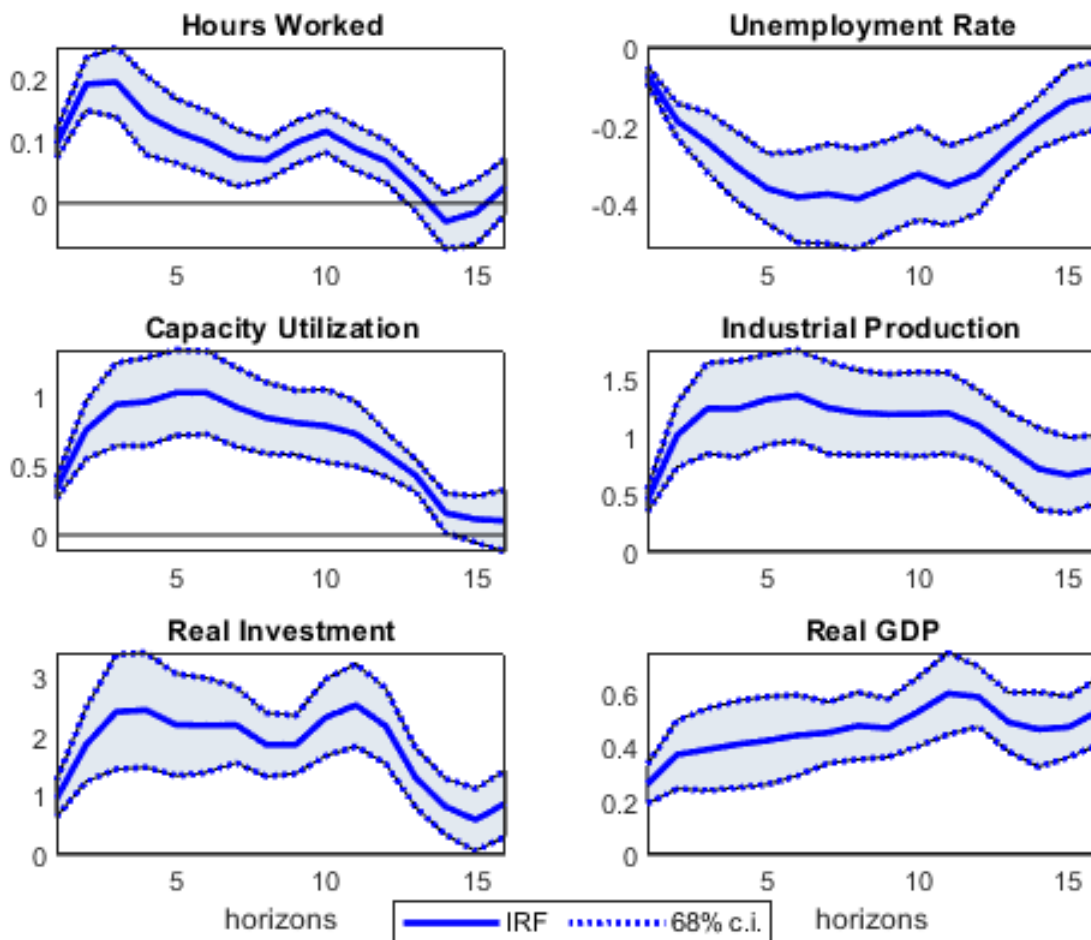 Hours Worked
0.2
0.1
0
5 10 15
Unemployment Rate
0
-0.2
-0.4
5 10 15
Capacity Utilization
1
0.5
0
5 10 15
Industrial Production
1.5
1
0.5
0
5 10 15
Real Investment
3
2
1
0
5 10 15
horizons
Real GDP
0.6
0.4
0.2
0
5 10 15
horizons
IRF 68% c.i.